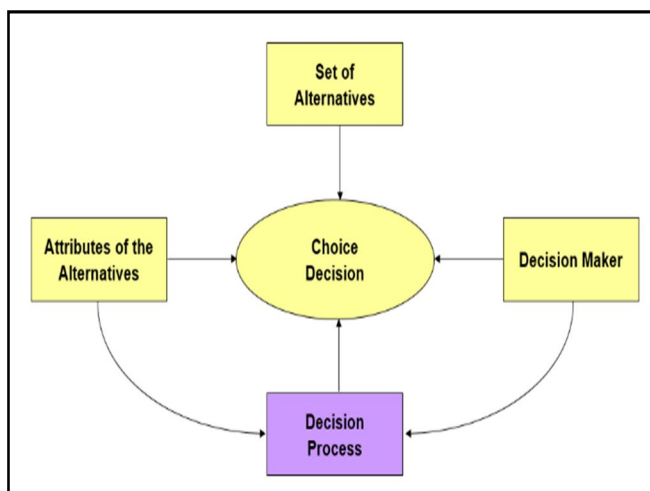 Set of
Alternatives
Attributes of the
Alternatives
Choice
Decision
Decision Maker
Decision
Process